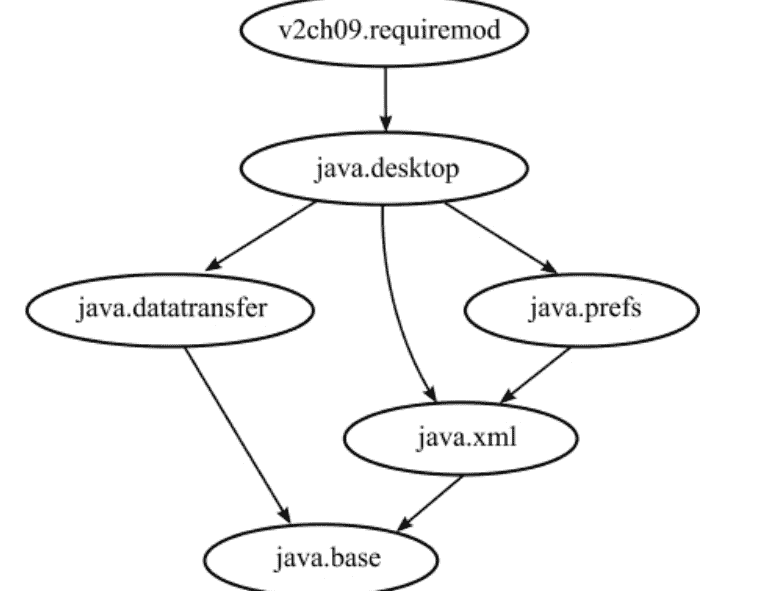 v2ch09.requiremod
java.desktop
java.datatransfer
java.prefs
java.xml
java.base